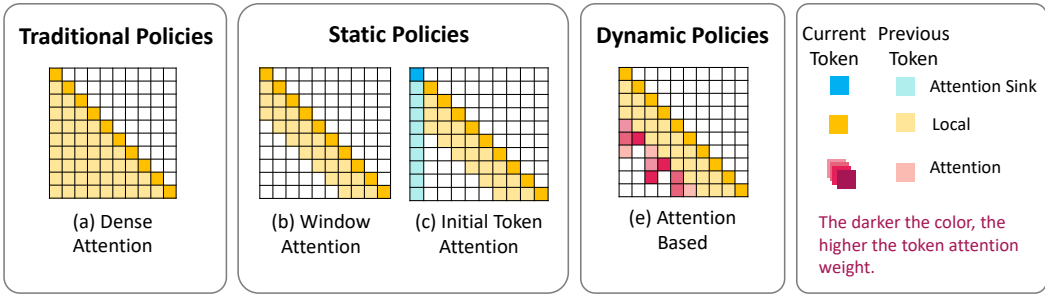 Traditional Policies
(a) Dense
Attention
Static Policies
(b) Window
Attention
(c) Initial Token
Attention
Dynamic Policies
(e) Attention
Based
Current
Token
Previous
Token
Attention Sink
Local
Attention
The darker the color, the
higher the token attention
weight.